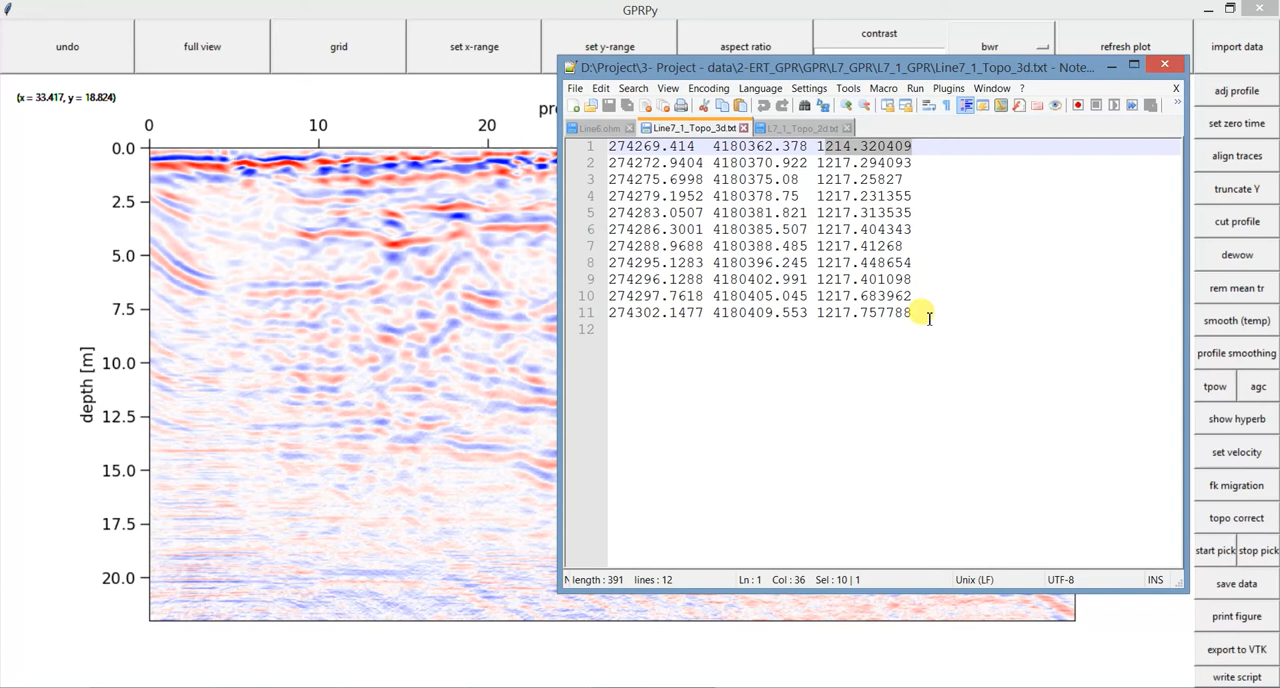 GPRPy
undo full view grid set x-range set y-range aspect ratio contrast bwr refresh plot import data
(x = 33.417, y = 18.824)
0 10 20
0.0
2.5
5.0
7.5
10.0
12.5
15.0
17.5
20.0
depth [m]
D:\Project\3- Project - data\2-ERT_GPR\GPR\L7_GPR\L7_1_GPR\Line7_1_Topo_3d.txt - Note...
File Edit Search View Encoding Language Settings Tools Macro Run Plugins Window ? X
Line6.ohm Line7_1_Topo_3d.txt L7_1_Topo_2d.txt
1 274269.414 4180362.378 1214.320409
2 274272.9404 4180370.922 1217.294093
3 274275.6998 4180375.08 1217.25827
4 274279.1952 4180378.75 1217.231355
5 274283.0507 4180381.821 1217.313535
6 274286.3001 4180385.507 1217.404343
7 274288.9688 4180388.485 1217.41268
8 274295.1283 4180396.245 1217.448654
9 274296.1288 4180402.991 1217.401098
10 274297.7618 4180405.045 1217.683962
11 274302.1477 4180409.553 1217.757788
12
length : 391 lines : 12 Ln : 1 Col : 36 Sel : 10 | 1 Unix (LF) UTF-8 INS
adj profile
set zero time
align traces
truncate Y
cut profile
dewow
rem mean tr
smooth (temp)
profile smoothing
tpow agc
show hyperb
set velocity
fk migration
topo correct
start pick stop pick
save data
print figure
export to VTK
write script